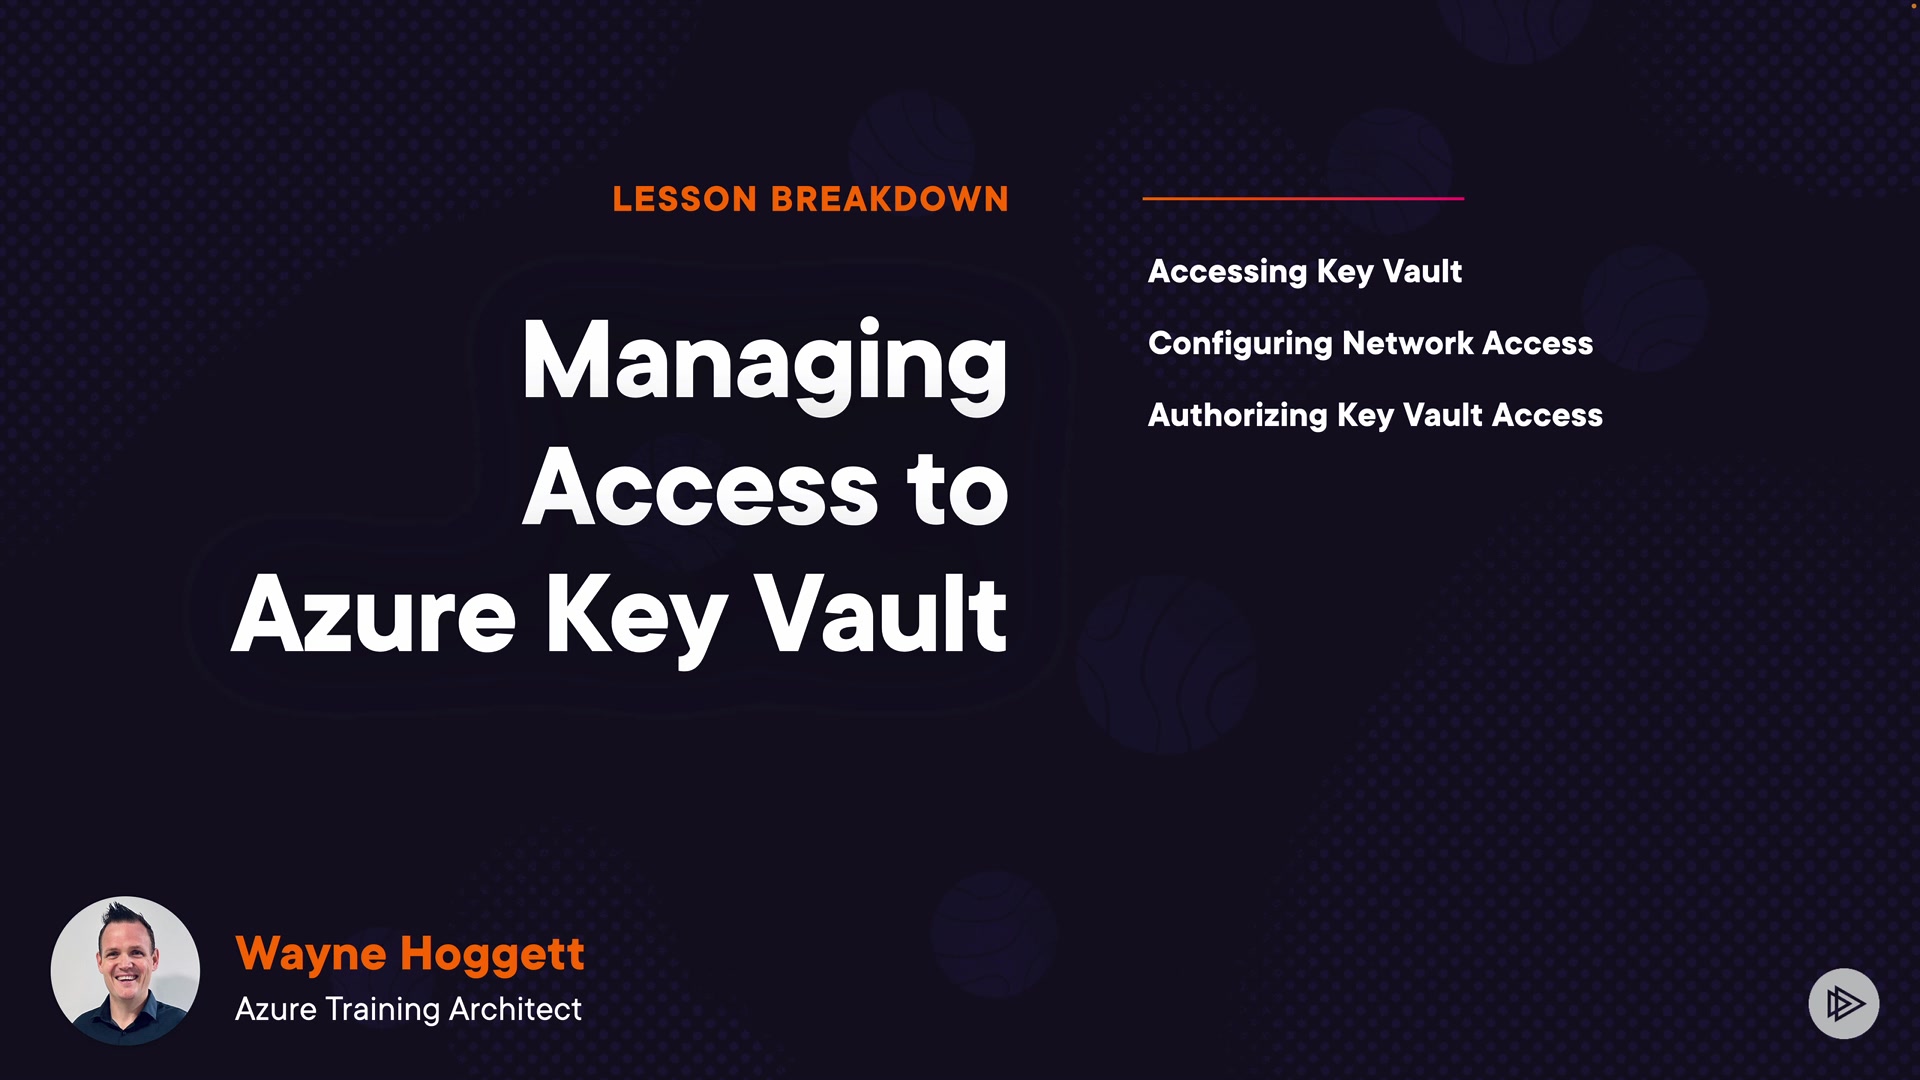 LESSON BREAKDOWN
Managing
Access to
Azure Key Vault
Accessing Key Vault
Configuring Network Access
Authorizing Key Vault Access
Wayne Hoggett
Azure Training Architect